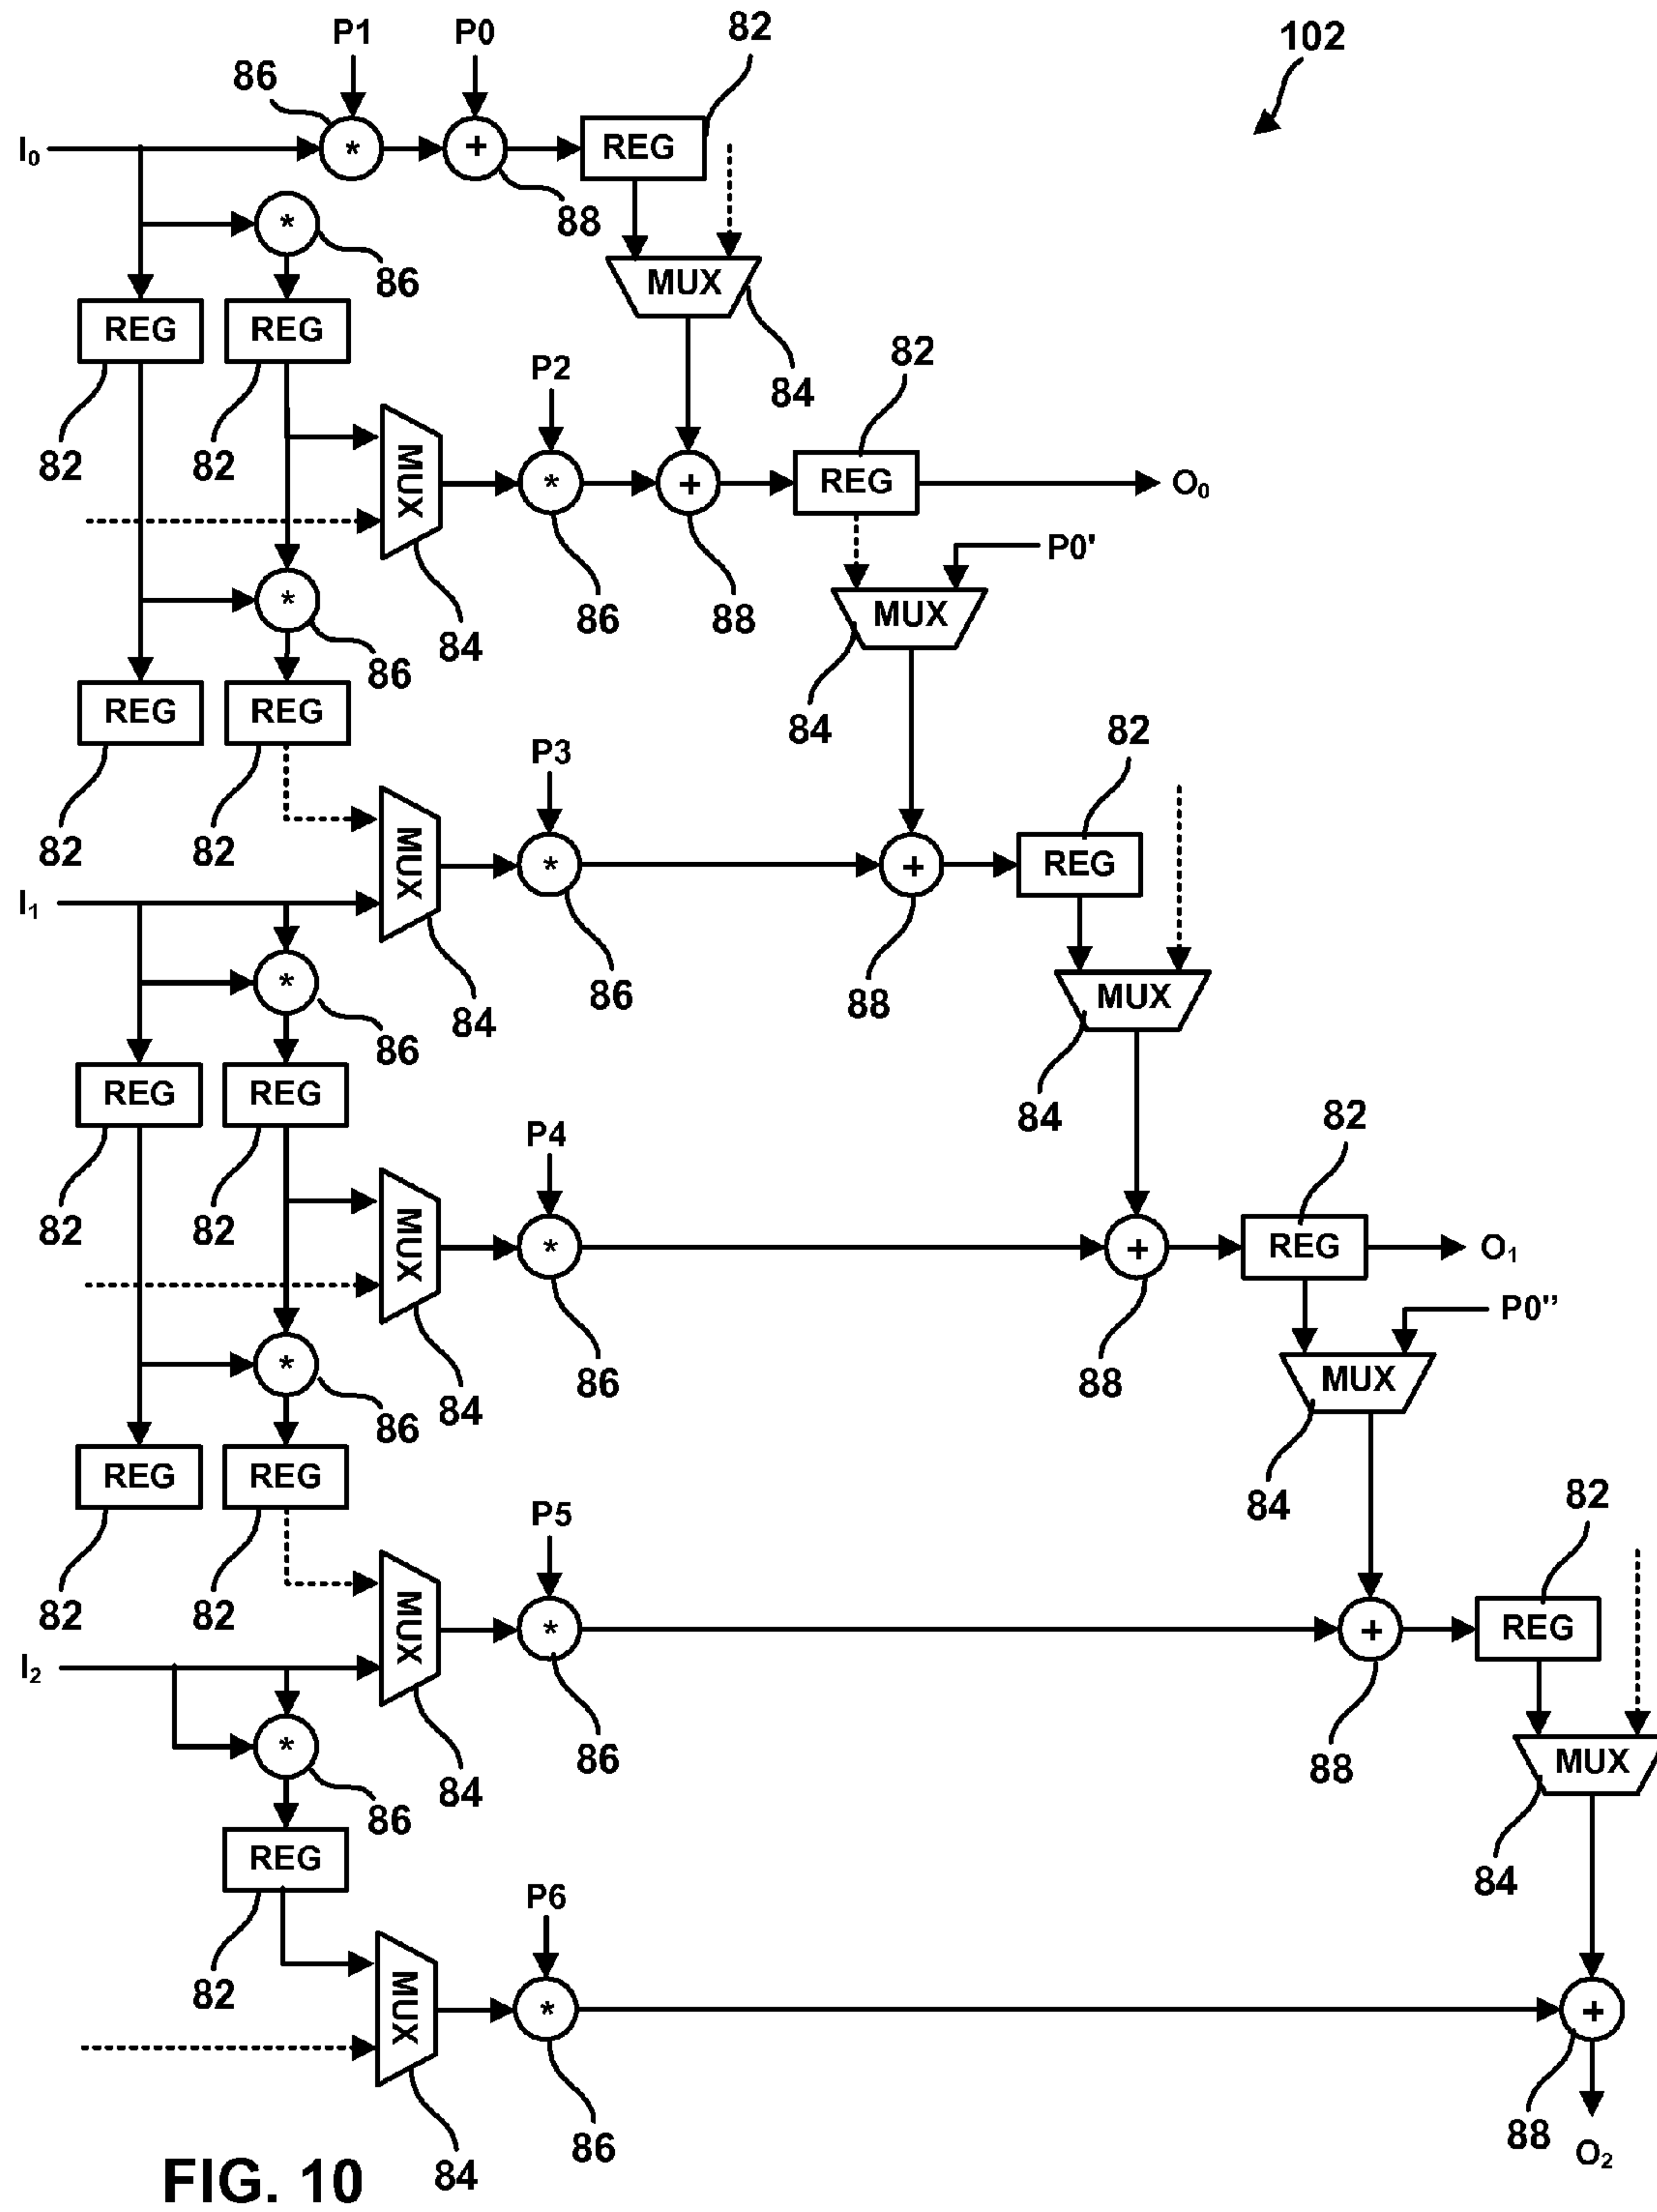 P1 P0 82 102
86
I₀ * + REG
* 88
86
MUX
REG REG
82
P2 84
82 82
MUX * + REG O₀
P0'
* 86 88 MUX
84
86
REG REG
84 82
P3
82 82
MUX * + REG
I₁
* 86 88 MUX
84
86
REG REG
84 82
P4
82 82
MUX * + REG O₁
P0"
* 86 88 MUX
84
86
REG REG
84 82
P5
82 82
MUX * + REG
I₂
* 86 88 MUX
84
86
REG
84
P6
82
MUX * +
86 88
84 O₂
FIG. 10